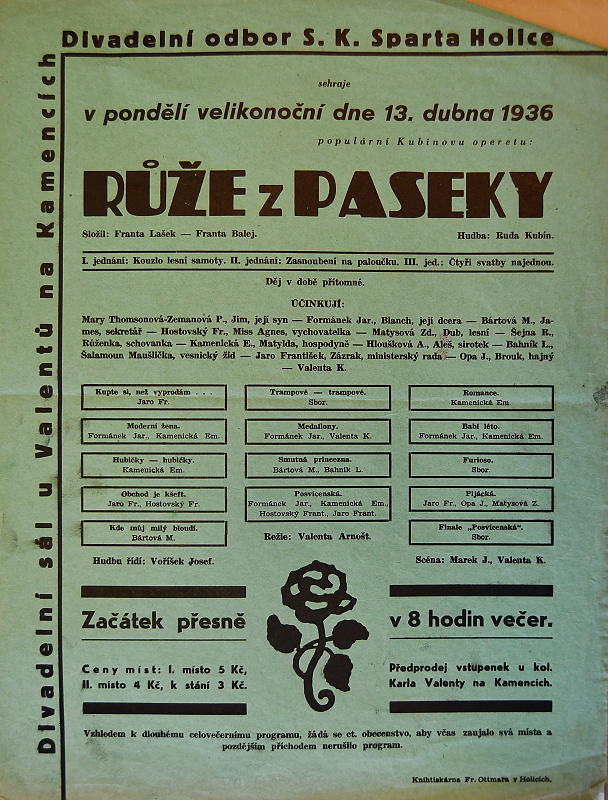 Divadelní odbor S. K. Sparta Holice
Divadelní sál u Valentů na Kamencích
sehraje
v pondělí velikonoční dne 13. dubna 1936
populární Kubínovu operetu:
RŮŽE z PASEKY
Složil: Franta Lašek — Franta Balej.
Hudba: Ruda Kubín.
I. jednání: Kouzlo lesní samoty. II. jednání: Zasnoubení na paloučku. III. jed.: Čtyři svatby najednou.
Děj v době přítomné.
ÚČINKUJÍ:
Mary Thomsonová-Zemanová P., Jim, její syn — Formánek Jar., Blanch, její dcera — Bártová M., Ja-
mes, sekretář — Hostovský Fr., Miss Agnes, vychovatelka — Matysová Zd., Dub, lesní — Šejna R.,
Růženka, schovanka — Kamenická E., Matylda, hospodyně — Hloušková A., Aleš, sirotek — Bahník L.,
Šalamoun Maušlička, vesnický žid — Jaro František, Zázrak, ministerský rada — Opa J., Brouk, hajný
— Valenta K.
Kupte si, než vyprodám . . .
Jaro Fr.
Moderní žena.
Formánek Jar., Kamenická Em.
Hubičky — hubičky.
Kamenická Em.
Obchod je kšeft.
Jaro Fr., Hostovský Fr.
Kde můj milý bloudí.
Bártová M.
Trampové — trampové.
Sbor.
Medailony.
Formánek Jar., Valenta K.
Smutná princezna.
Bártová M., Bahník L.
Posvícenská.
Formánek Jar., Kamenická Em.,
Hostovský Frant., Jaro Frant.
Režie: Valenta Arnošt.
Romance.
Kamenická Em.
Babí léto.
Formánek Jar., Kamenická Em.
Furioso.
Sbor.
Pijácká.
Jaro Fr., Opa J., Matysová Z.
Finale „Posvícenská“.
Sbor.
Hudbu řídí: Voříšek Josef.
Scéna: Marek J., Valenta K.
Začátek přesně
v 8 hodin večer.
Ceny míst: I. místo 5 Kč,
II. místo 4 Kč, k stání 3 Kč.
Předprodej vstupenek u kol.
Karla Valenty na Kamencích.
Vzhledem k dlouhému celovečernímu programu, žádá se ct. obecenstvo, aby včas zaujalo svá místa a
pozdějším příchodem nerušilo program.
Knihtiskárna Fr. Ottmara v Holicích.